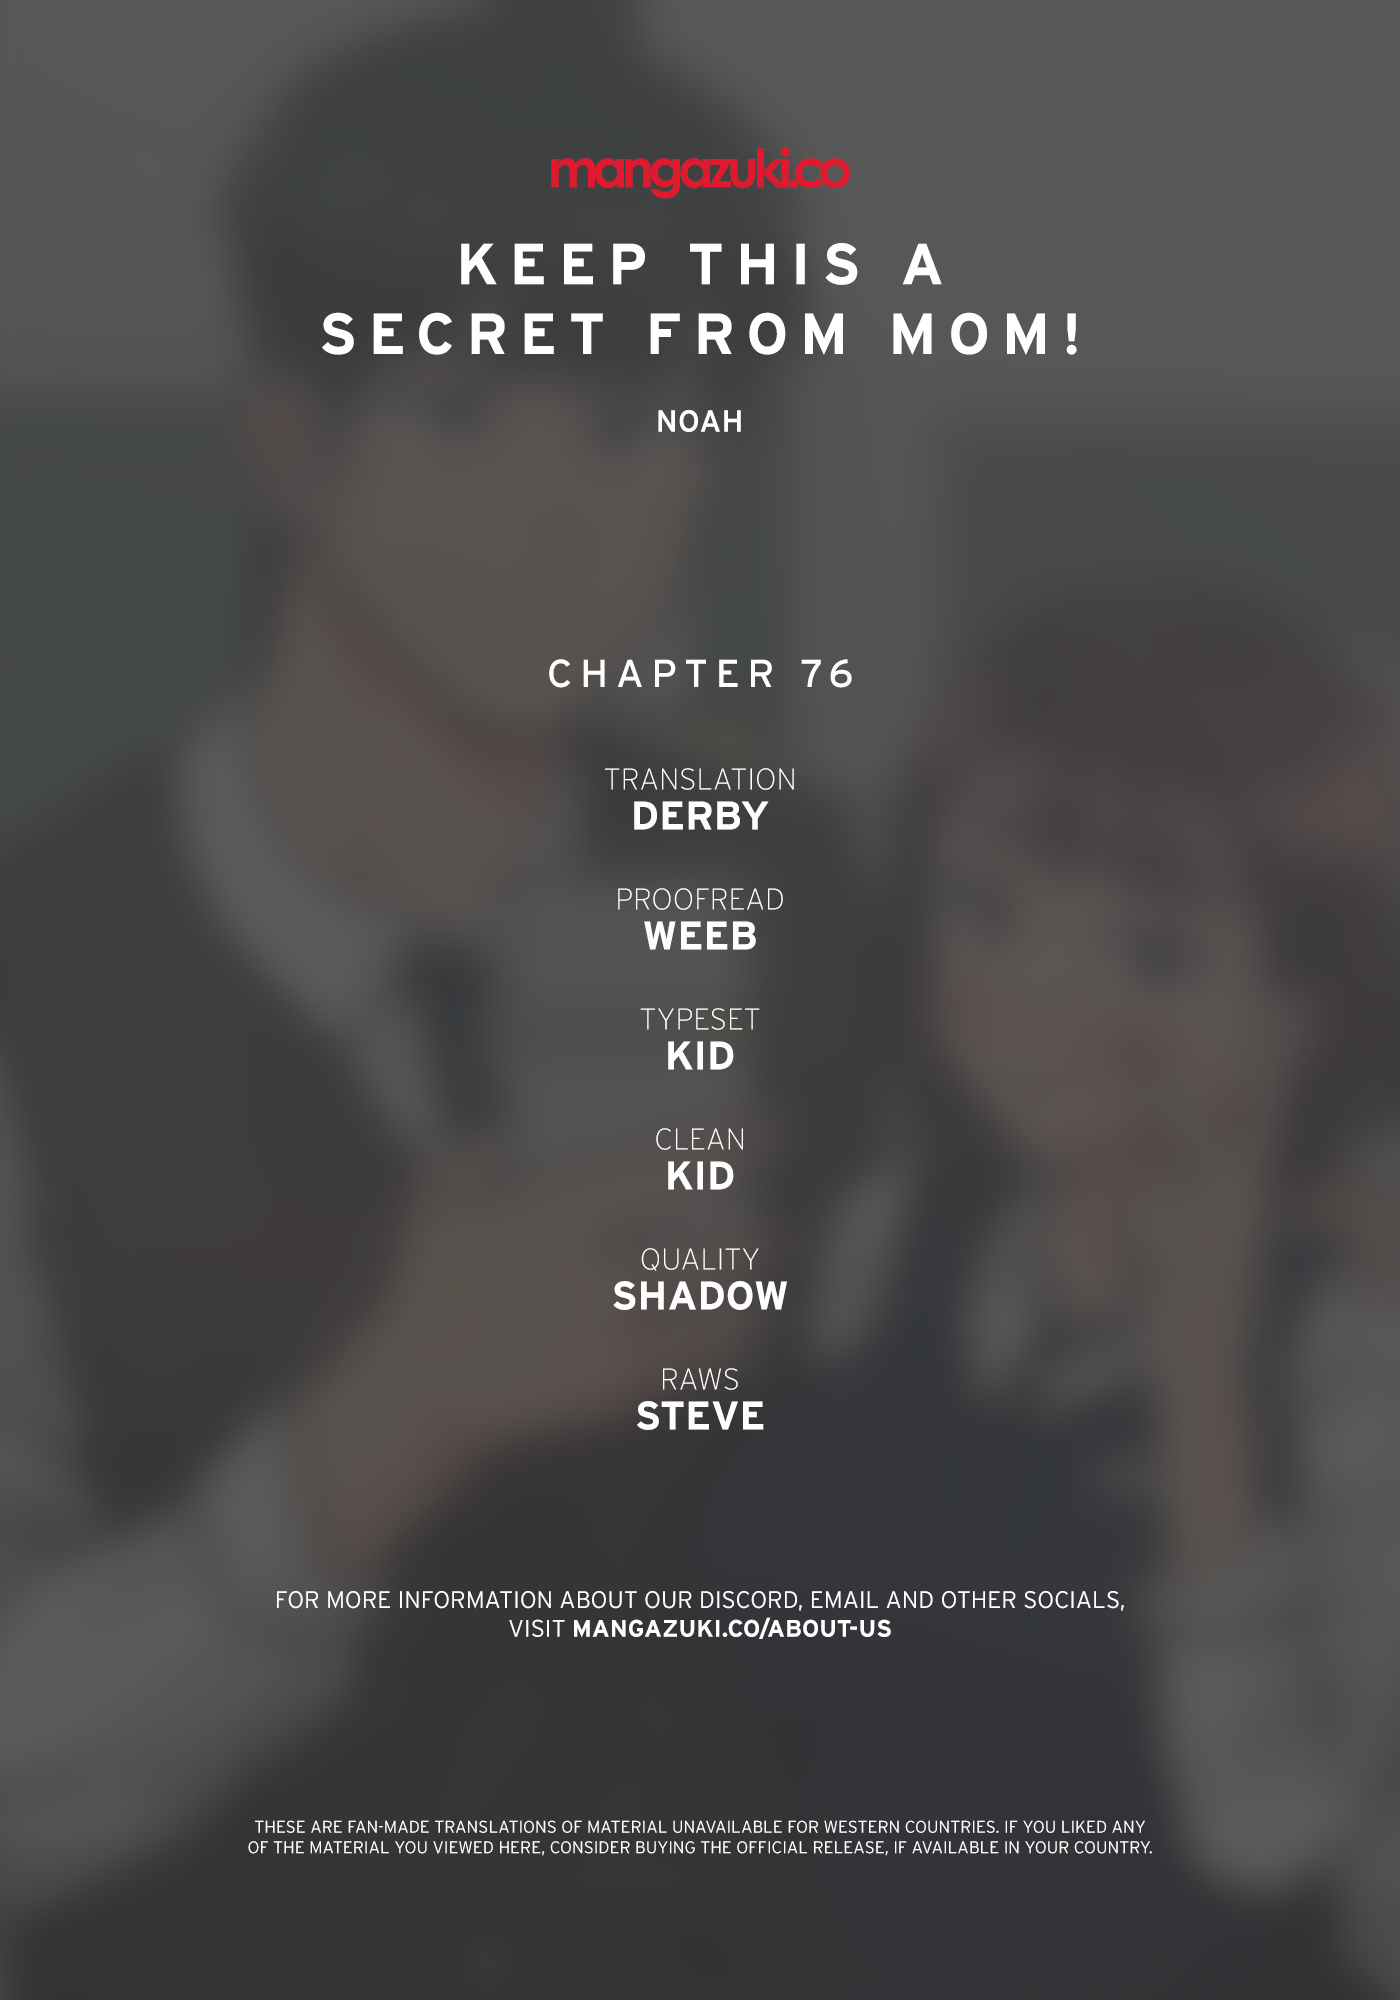 mangazuki.co
KEEP THIS A
SECRET FROM MOM!
NOAH
CHAPTER 76
TRANSLATION
DERBY
PROOFREAD
WEEB
TYPESET
KID
CLEAN
KID
QUALITY
SHADOW
RAWS
STEVE
FOR MORE INFORMATION ABOUT OUR DISCORD, EMAIL AND OTHER SOCIALS,
VISIT MANGAZUKI.CO/ABOUT-US
THESE ARE FAN-MADE TRANSLATIONS OF MATERIAL UNAVAILABLE FOR WESTERN COUNTRIES. IF YOU LIKED ANY
OF THE MATERIAL YOU VIEWED HERE, CONSIDER BUYING THE OFFICIAL RELEASE, IF AVAILABLE IN YOUR COUNTRY.